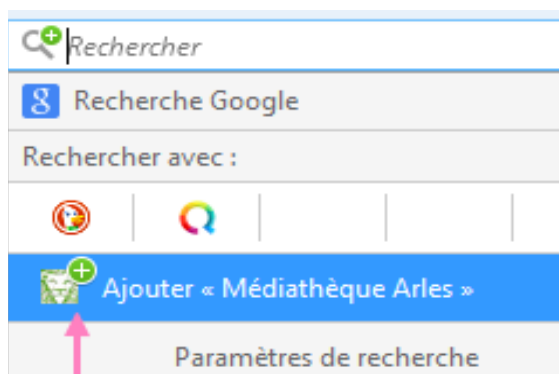 Rechercher
Recherche Google
Rechercher avec :
Ajouter « Médiathèque Arles »
Paramètres de recherche